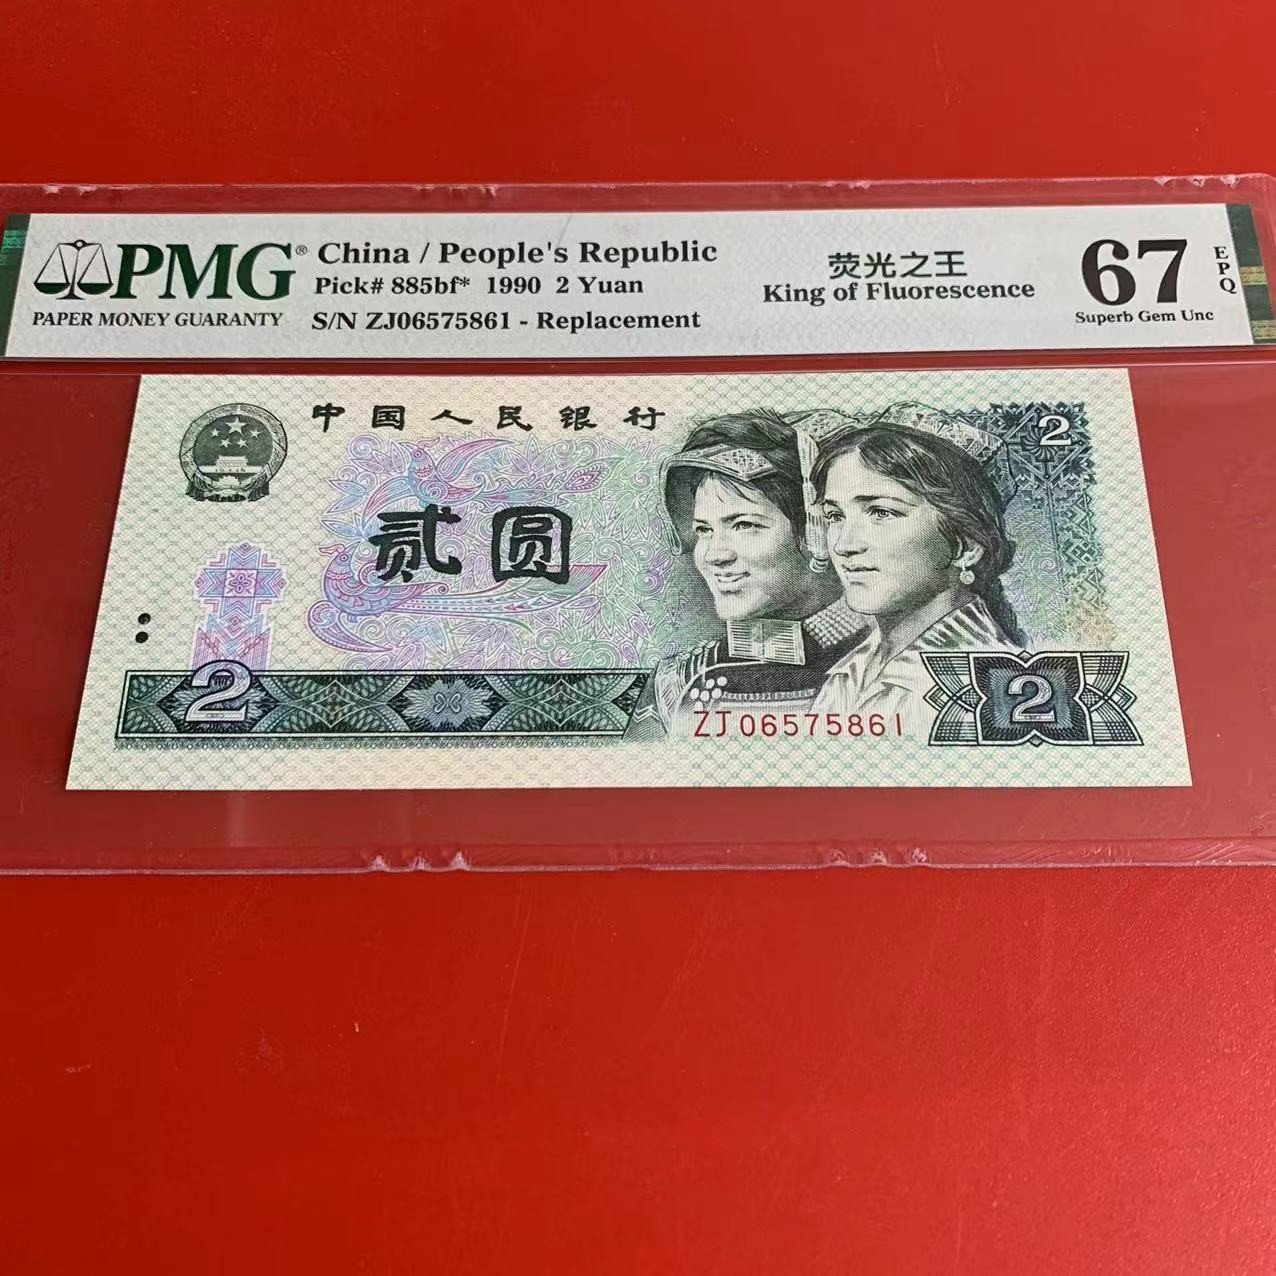 PMG®
PAPER MONEY GUARANTY
China / People's Republic
Pick# 885bf* 1990 2 Yuan
S/N ZJ06575861 - Replacement
荧光之王
King of Fluorescence
67
EPQ
Superb Gem Unc
中国人民银行
2
贰圆
2
2
ZJ06575861